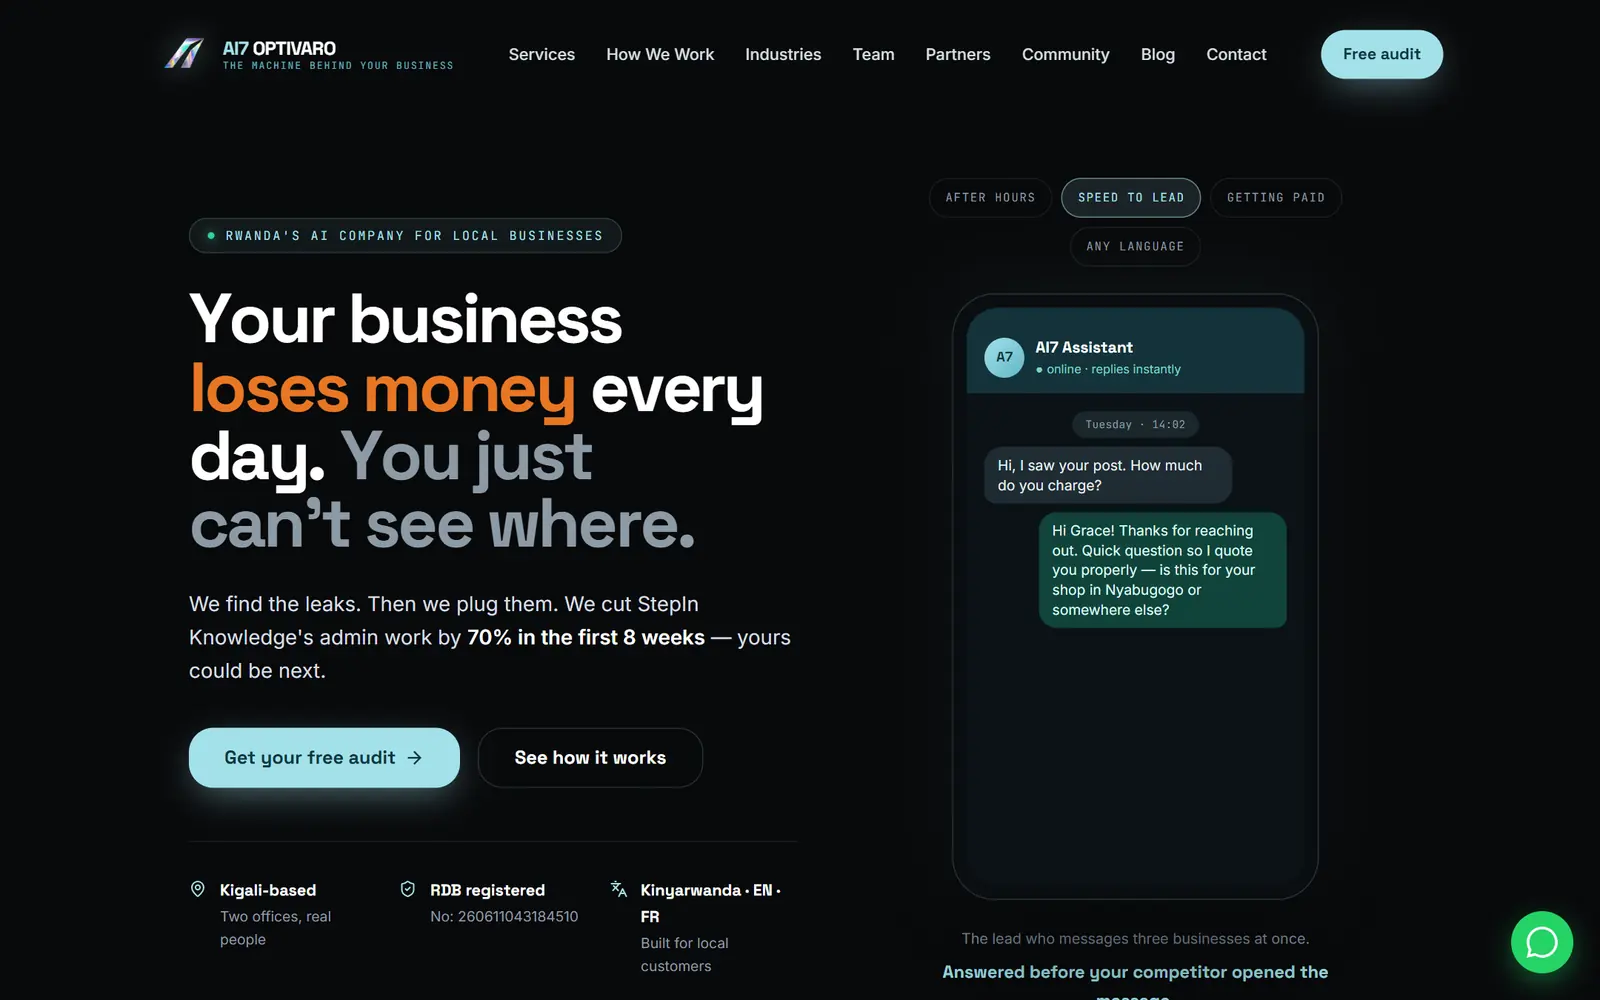 AI7 OPTIVARO
THE MACHINE BEHIND YOUR BUSINESS
Services
How We Work
Industries
Team
Partners
Community
Blog
Contact
Free audit
RWANDA'S AI COMPANY FOR LOCAL BUSINESSES
Your business
loses money every
day. You just
can't see where.
We find the leaks. Then we plug them. We cut StepIn
Knowledge's admin work by 70% in the first 8 weeks — yours
could be next.
Get your free audit →
See how it works
Kigali-based
Two offices, real
people
RDB registered
No: 260611043184510
Kinyarwanda · EN ·
FR
Built for local
customers
AFTER HOURS
SPEED TO LEAD
GETTING PAID
ANY LANGUAGE
A7
AI7 Assistant
● online · replies instantly
Tuesday · 14:02
Hi, I saw your post. How much
do you charge?
Hi Grace! Thanks for reaching
out. Quick question so I quote
you properly — is this for your
shop in Nyabugogo or
somewhere else?
The lead who messages three businesses at once.
Answered before your competitor opened the
message.